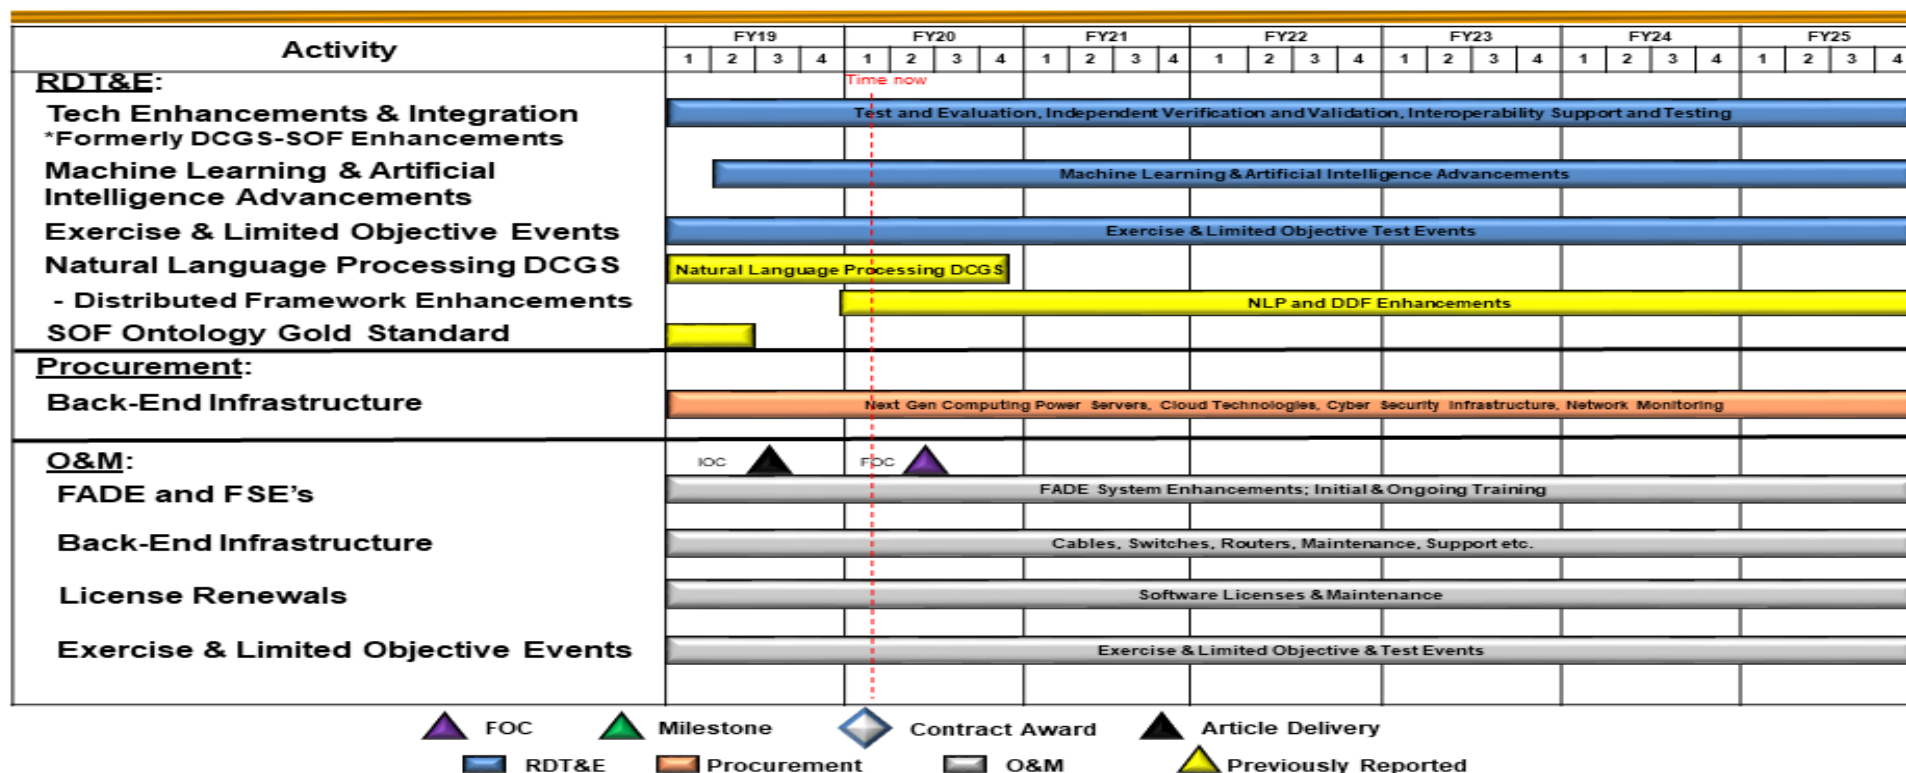 Activity
FY19 FY20 FY21 FY22 FY23 FY24 FY25
1 2 3 4 1 2 3 4 1 2 3 4 1 2 3 4 1 2 3 4 1 2 3 4 1 2 3 4
RDT&E:
Time now
Tech Enhancements & Integration
Test and Evaluation, Independent Verification and Validation, Interoperability Support and Testing
*Formerly DCGS-SOF Enhancements
Machine Learning & Artificial
Intelligence Advancements
Machine Learning & Artificial Intelligence Advancements
Exercise & Limited Objective Events
Exercise & Limited Objective Test Events
Natural Language Processing DCGS
Natural Language Processing DCGS
- Distributed Framework Enhancements
NLP and DDF Enhancements
SOF Ontology Gold Standard
Procurement:
Back-End Infrastructure
Next Gen Computing Power Servers, Cloud Technologies, Cyber Security Infrastructure, Network Monitoring
O&M:
IOC
FOC
FADE and FSE's
FADE System Enhancements; Initial & Ongoing Training
Back-End Infrastructure
Cables, Switches, Routers, Maintenance, Support etc.
License Renewals
Software Licenses & Maintenance
Exercise & Limited Objective Events
Exercise & Limited Objective & Test Events
FOC Milestone Contract Award Article Delivery
RDT&E Procurement O&M Previously Reported